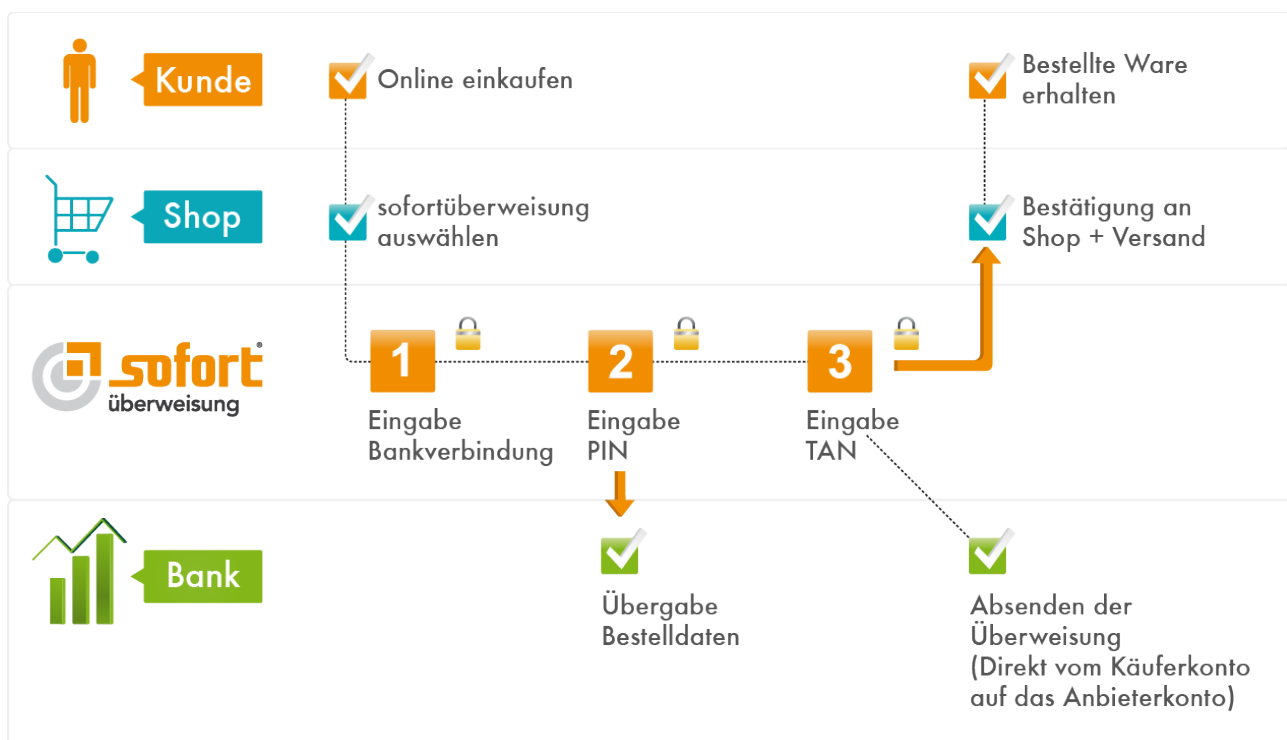 Kunde
Online einkaufen
Bestellte Ware
erhalten
Shop
sofortüberweisung
auswählen
Bestätigung an
Shop + Versand
sofort®
überweisung
1
2
3
Eingabe
Bankverbindung
Eingabe
PIN
Eingabe
TAN
Bank
Übergabe
Bestelldaten
Absenden der
Überweisung
(Direkt vom Käuferkonto
auf das Anbieterkonto)